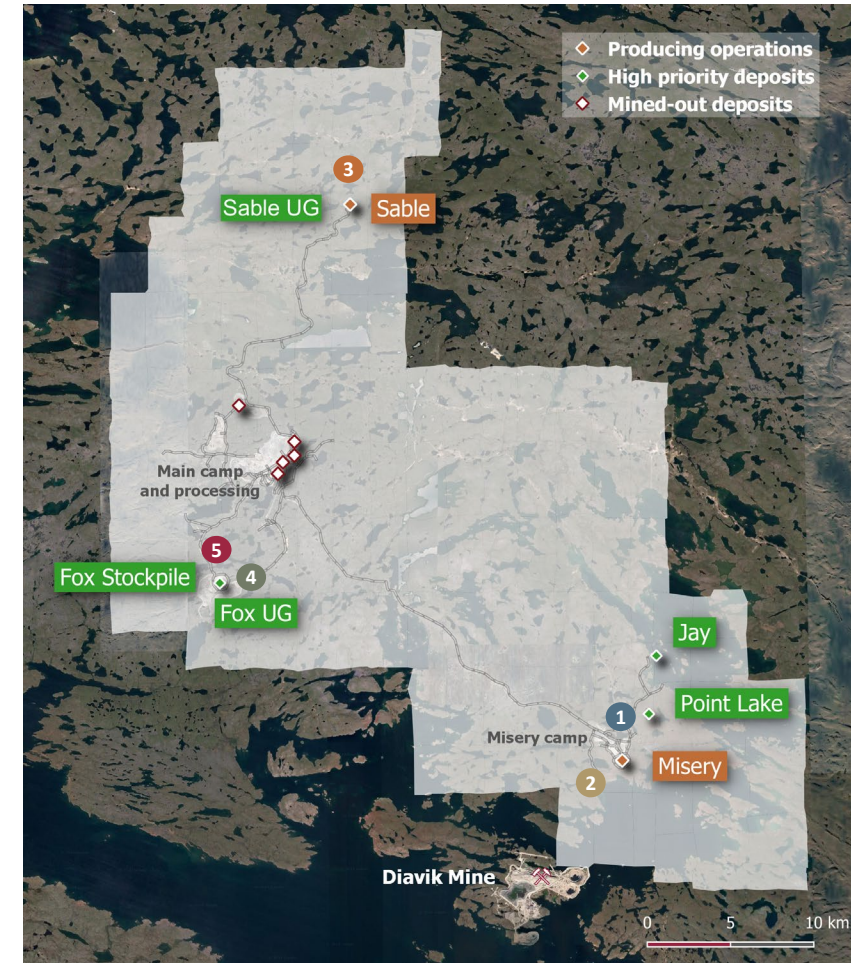 Producing operations
High priority deposits
Mined-out deposits
3
Sable UG
Sable
Main camp
and processing
5
Fox Stockpile
4
Fox UG
Jay
1
Point Lake
Misery camp
Misery
2
Diavik Mine
0
5
10 km